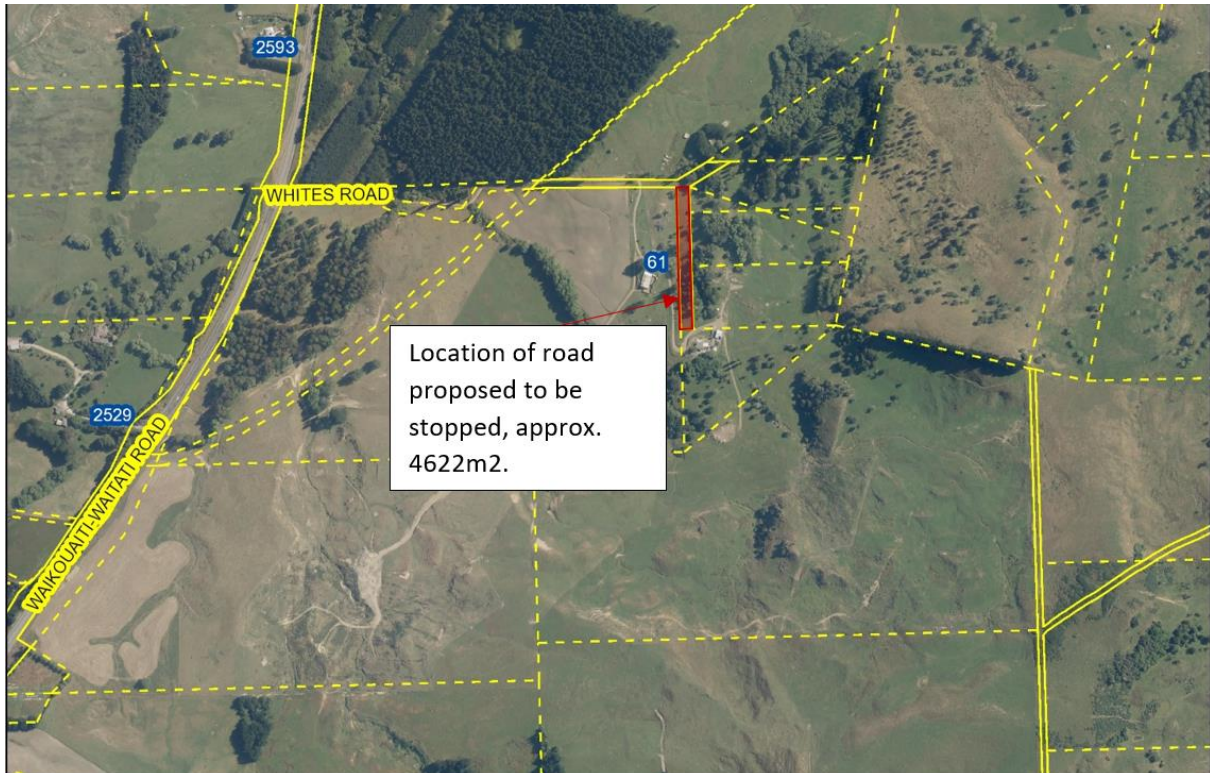 2593
WHITES ROAD
61
Location of road
proposed to be
stopped, approx.
4622m2.
2529
WAIKOUAITI-WAITATI ROAD